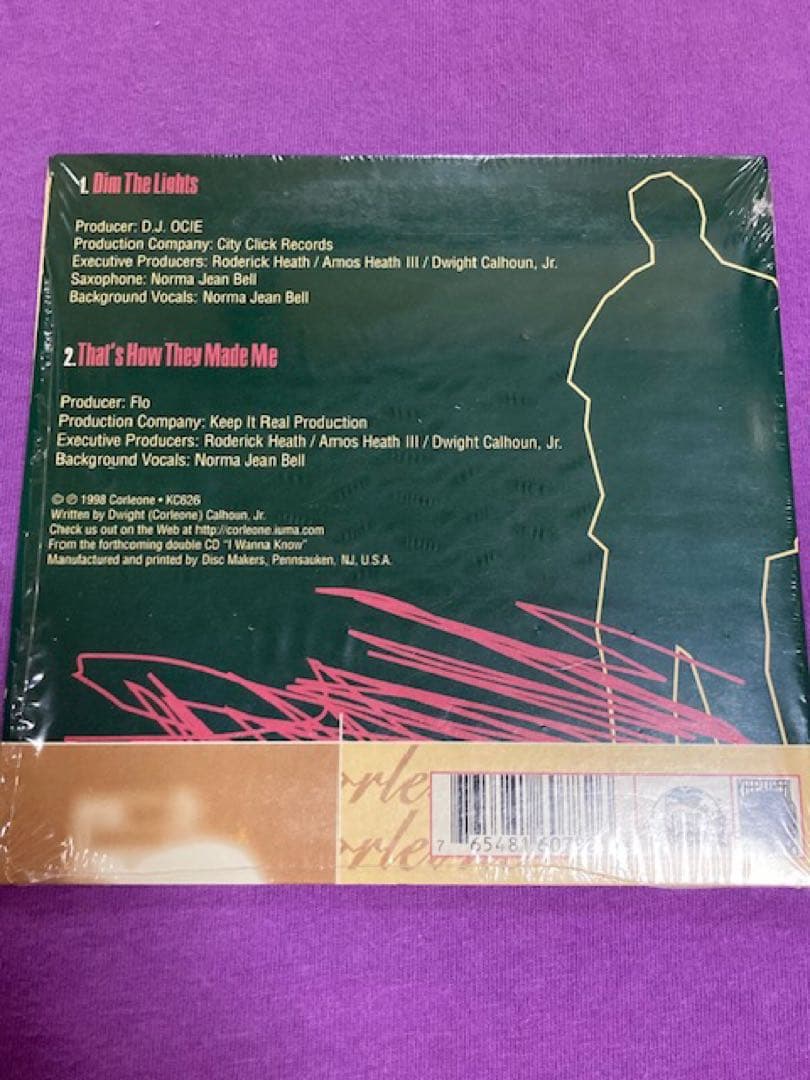 1. Dim The Lights
Producer: D.J. OCIE
Production Company: City Click Records
Executive Producers: Roderick Heath / Amos Heath III / Dwight Calhoun, Jr.
Saxophone: Norma Jean Bell
Background Vocals: Norma Jean Bell
2. That's How They Made Me
Producer: Flo
Production Company: Keep It Real Production
Executive Producers: Roderick Heath / Amos Heath III / Dwight Calhoun, Jr.
Background Vocals: Norma Jean Bell
© ℗ 1998 Corleone • KC626
Written by Dwight (Corleone) Calhoun, Jr.
Check us out on the Web at http://corleone.iuma.com
From the forthcoming double CD "I Wanna Know"
Manufactured and printed by Disc Makers, Pennsauken, NJ, U.S.A.